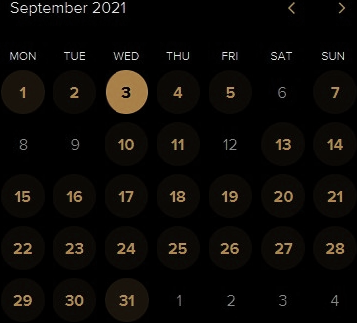 September 2021 < >
MON TUE WED THU FRI SAT SUN
1 2 3 4 5 6 7
8 9 10 11 12 13 14
15 16 17 18 19 20 21
22 23 24 25 26 27 28
29 30 31 1 2 3 4